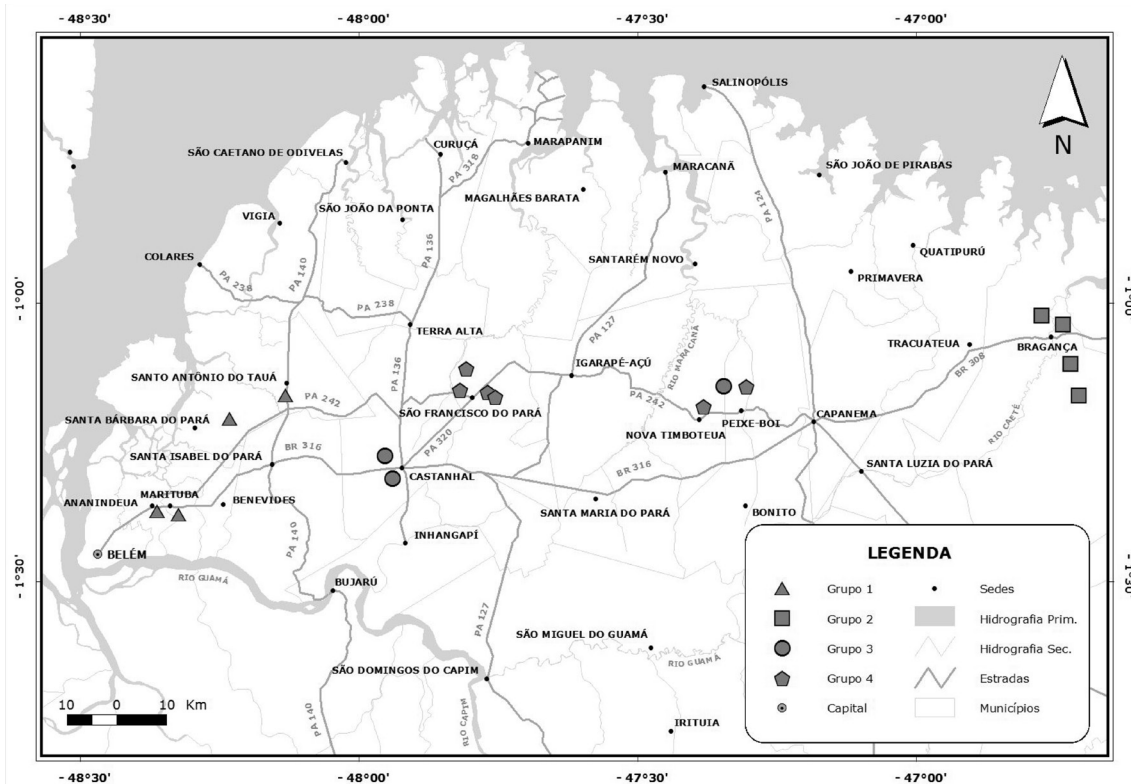 - 48°30' - 48°00' - 47°30' - 47°00'
SALINOPÓLIS
N
CURUÇÁ
MARAPANIM
SÃO CAETANO DE ODIVELAS
PA 318
MARACANÃ
SÃO JOÃO DE PIRABAS
MAGALHÃES BARATA
PA 124
SÃO JOÃO DA PONTA
VIGIA
PA 136
PA 140
QUATIPURÚ
COLARES
SANTARÉM NOVO
PRIMAVERA
PA 238
PA 238
- 1°00'
- 1°00'
TERRA ALTA
PA 127
RIO MARACANÃ
TRACUATEUA
BRAGANÇA
BR 308
IGARAPÉ-AÇÚ
PA 136
SANTO ANTÔNIO DO TAUÁ
PA 242
PA 242
SÃO FRANCISCO DO PARÁ
CAPANEMA
RIO CAETÉ
SANTA BÁRBARA DO PARÁ
PEIXE-BOI
NOVA TIMBOTEUA
PA 320
BR 316
SANTA ISABEL DO PARÁ
BR 316
SANTA LUZIA DO PARÁ
CASTANHAL
MARITUBA
ANANINDEUA
BENEVIDES
SANTA MARIA DO PARÁ
BONITO
PA 140
INHANGAPÍ
BELÉM
RIO GUAMÁ
BUJARÚ
- 1°30'
- 1°30'
PA 127
SÃO MIGUEL DO GUAMÁ
RIO GUAMÁ
SÃO DOMINGOS DO CAPIM
PA 140
RIO CAPIM
IRITUIA
10 0 10 Km
LEGENDA
Grupo 1
Grupo 2
Grupo 3
Grupo 4
Capital
Sedes
Hidrografia Prim.
Hidrografia Sec.
Estradas
Municípios
- 48°30' - 48°00' - 47°30' - 47°00'